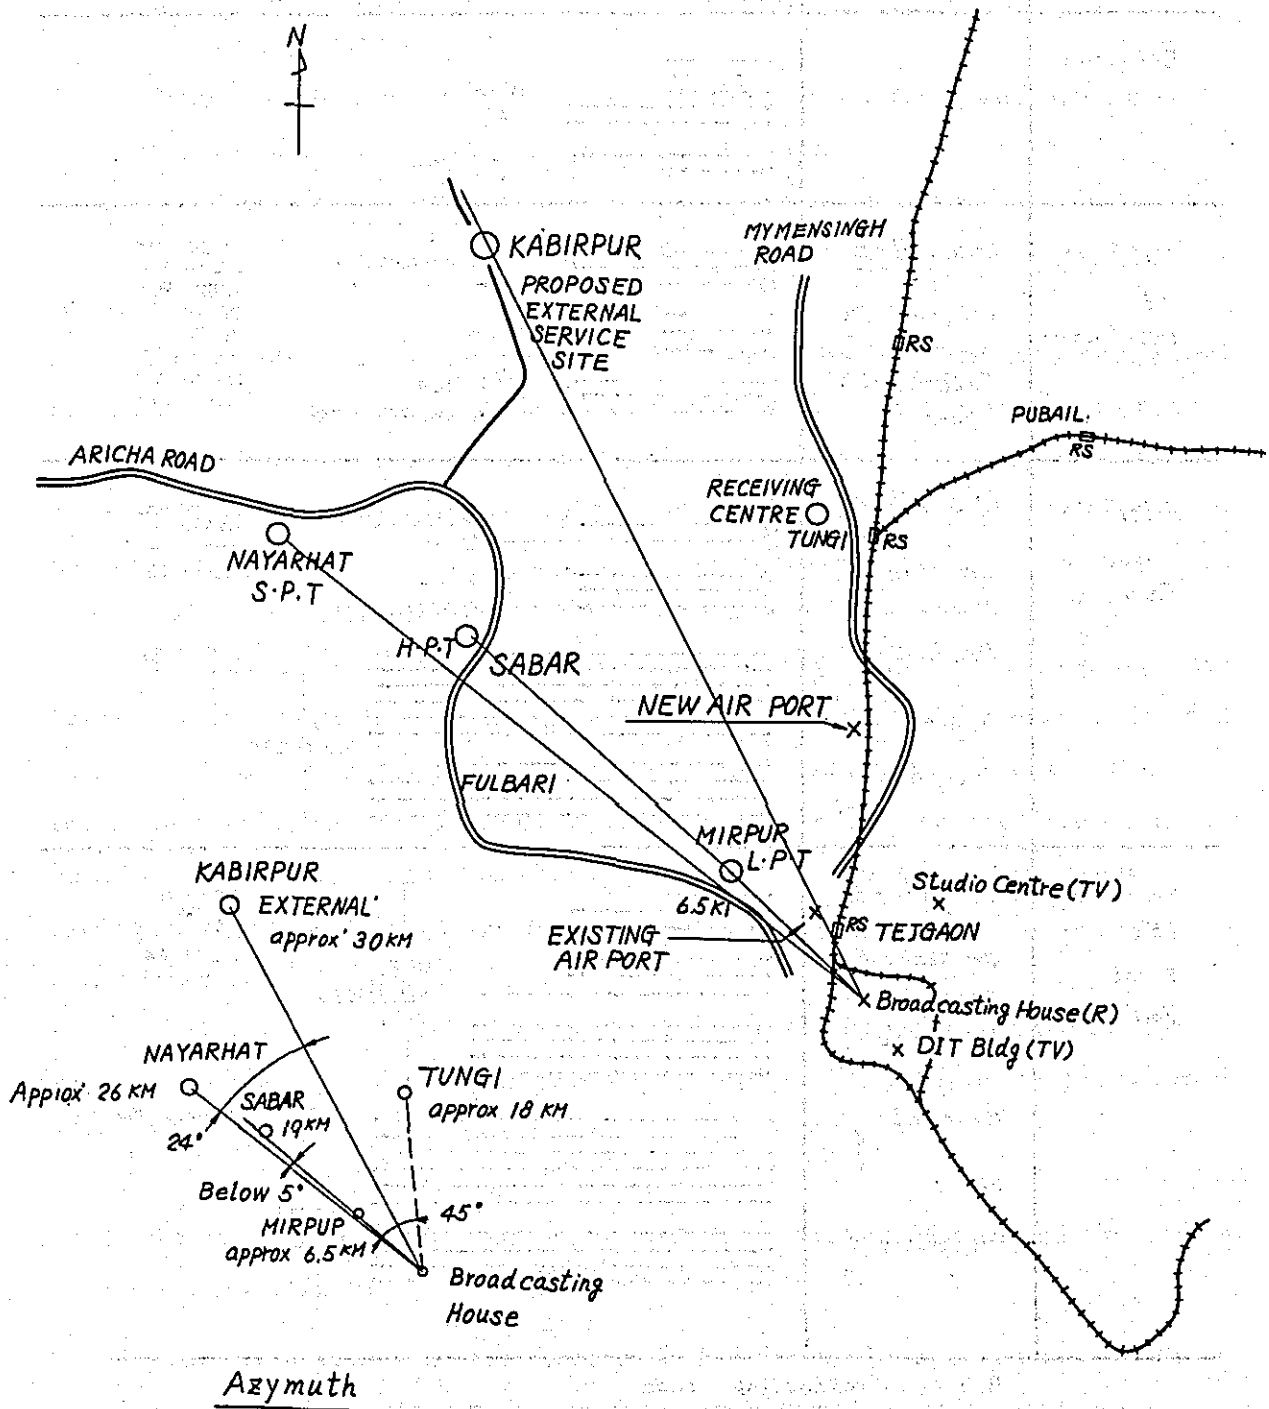 N
KABIRPUR
PROPOSED
EXTERNAL
SERVICE
SITE
MYMENSINGH
ROAD
RS
PUBAIL.
RS
ARICHA ROAD
RECEIVING
CENTRE
TUNGI
RS
NAYARHAT
S.P.T
H.P.T
SABAR
NEW AIR PORT
FULBARI
MIRPUR
L.P.T
6.5KI
EXISTING
AIR PORT
Studio Centre (TV)
RS TEJGAON
Broadcasting House (R)
DIT Bldg (TV)
KABIRPUR
EXTERNAL'
approx' 30 KM
NAYARHAT
Appiox' 26 KM
SABAR
19 KM
24°
Below 5°
MIRPUP
approx 6.5 KM
TUNGI
approx 18 KM
45°
Broadcasting
House
Azymuth